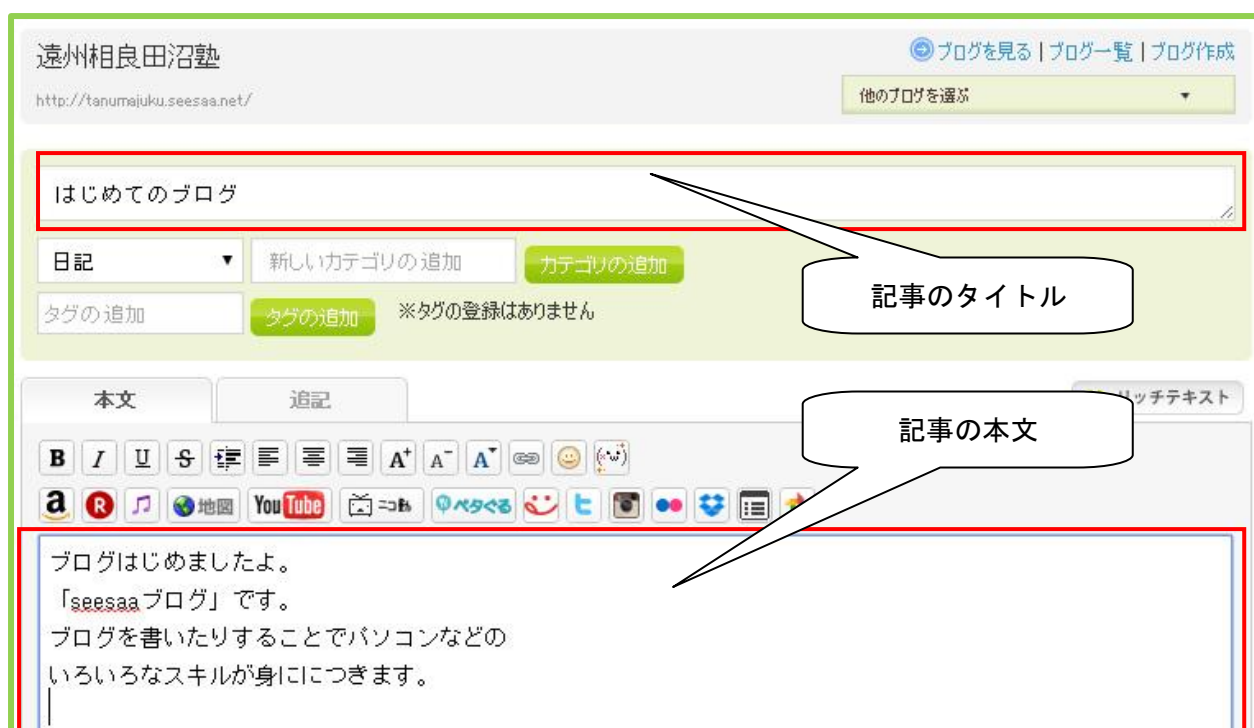 遠州相良田沼塾
ブログを見る | ブログ一覧 | ブログ作成
http://tanumajuku.seesaa.net/
他のブログを選ぶ
はじめてのブログ
日記
新しいカテゴリの追加
カテゴリの追加
記事のタイトル
タグの追加
タグの追加
※タグの登録はありません
本文
追記
リッチテキスト
記事の本文
B I U S A+ A- A
a R 地図 You Tube ニコ動 ペタぐる t
ブログはじめましたよ。
「seesaaブログ」です。
ブログを書いたりすることでパソコンなどの
いろいろなスキルが身ににつきます。